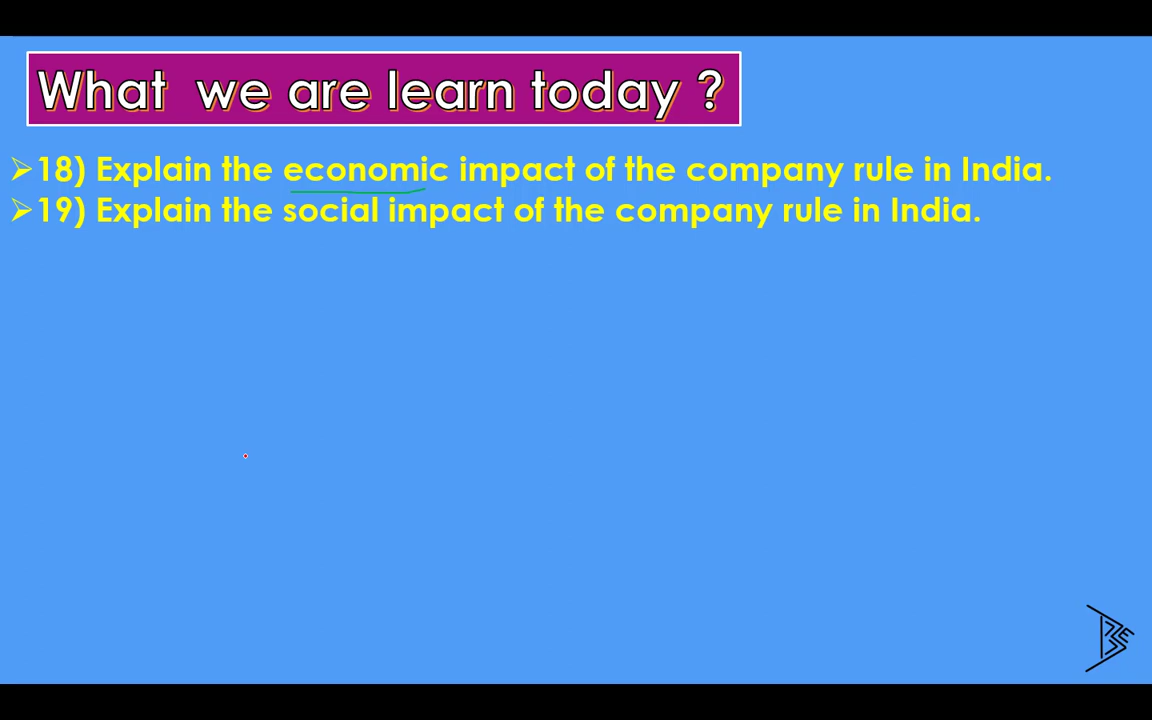 What we are learn today ?
➢18) Explain the economic impact of the company rule in India.
➢19) Explain the social impact of the company rule in India.